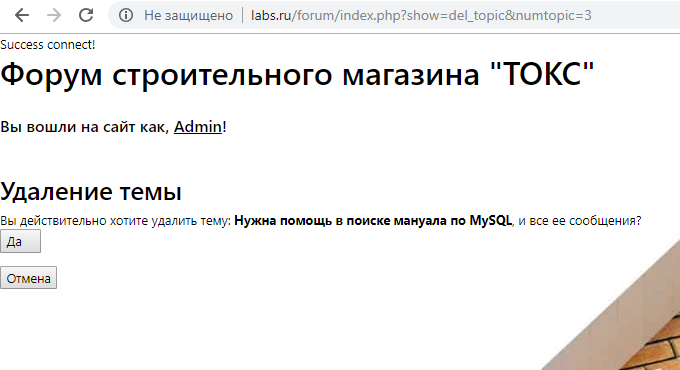 Не защищено labs.ru/forum/index.php?show=del_topic&numtopic=3
Success connect!
Форум строительного магазина "ТОКС"
Вы вошли на сайт как, Admin!
Удаление темы
Вы действительно хотите удалить тему: Нужна помощь в поиске мануала по MySQL, и все ее сообщения?
Да
Отмена